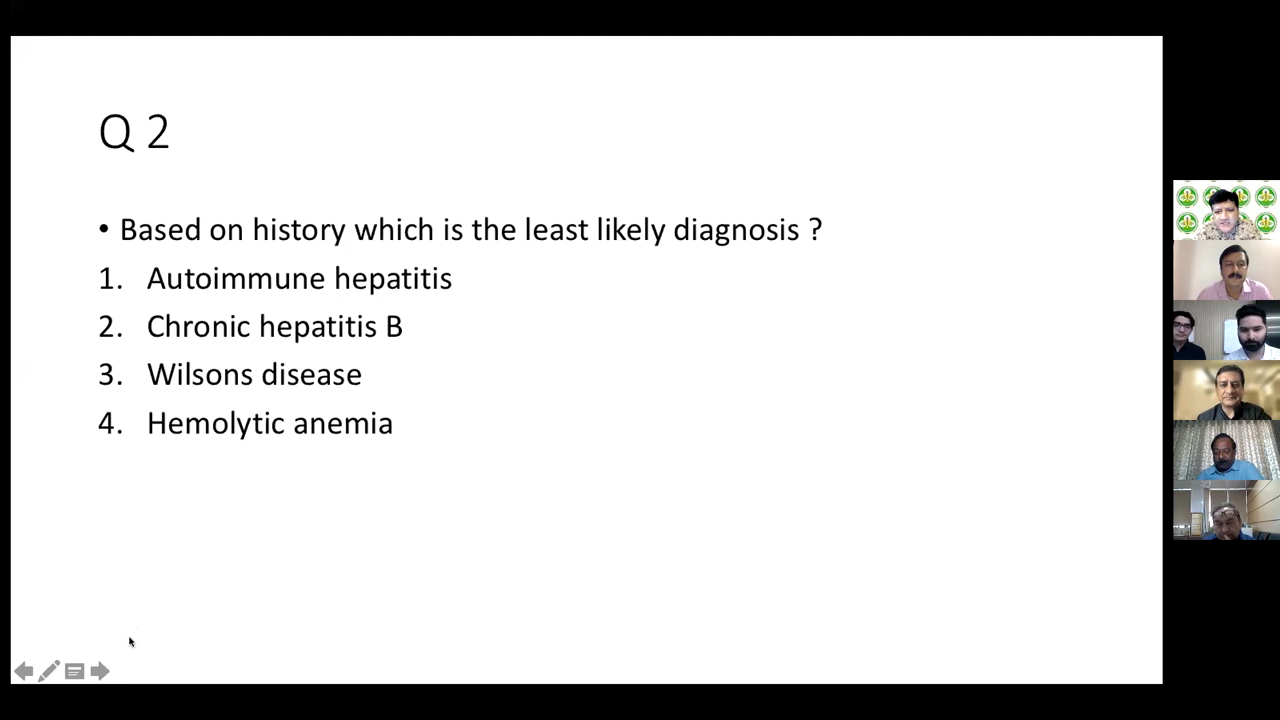 Q 2
• Based on history which is the least likely diagnosis ?
1. Autoimmune hepatitis
2. Chronic hepatitis B
3. Wilsons disease
4. Hemolytic anemia